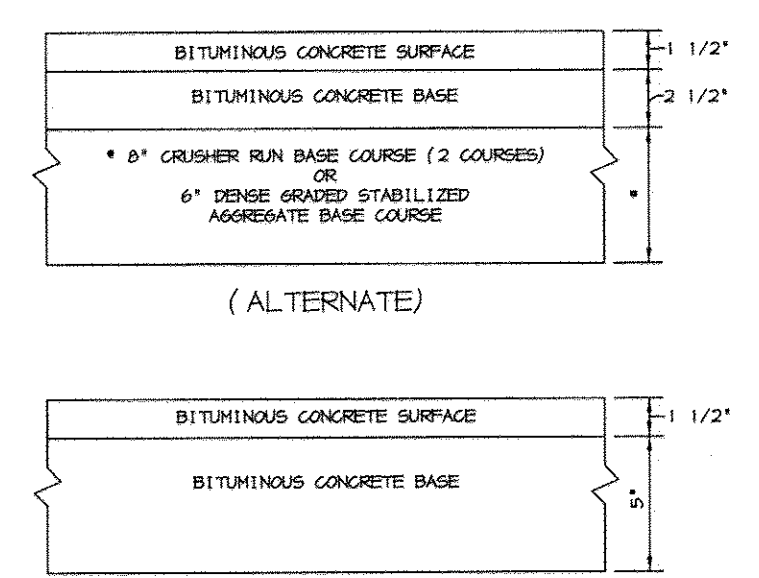 BITUMINOUS CONCRETE SURFACE
1 1/2"
BITUMINOUS CONCRETE BASE
2 1/2"
* 8" CRUSHER RUN BASE COURSE (2 COURSES)
OR
6" DENSE GRADED STABILIZED
AGGREGATE BASE COURSE
*
(ALTERNATE)
BITUMINOUS CONCRETE SURFACE
1 1/2"
BITUMINOUS CONCRETE BASE
5"